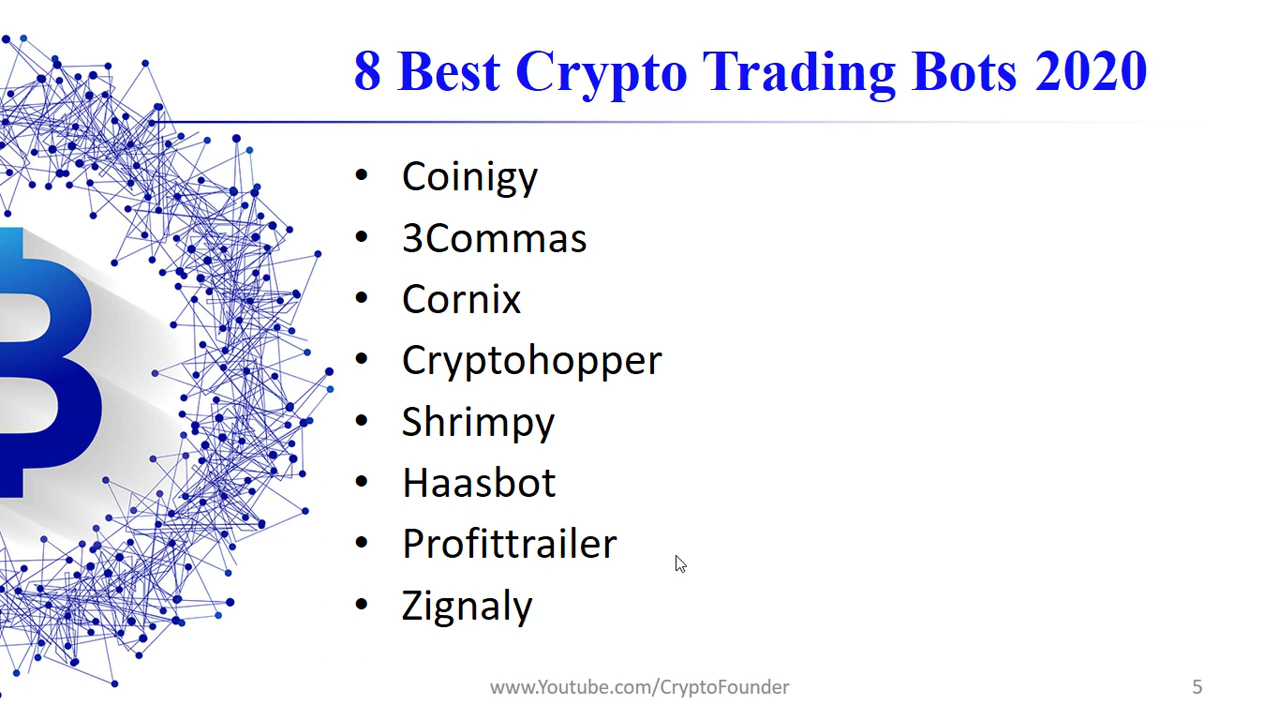 8 Best Crypto Trading Bots 2020
• Coinigy
• 3Commas
• Cornix
• Cryptohopper
• Shrimpy
• Haasbot
• Profittrailer
• Zignaly
www.Youtube.com/CryptoFounder
5